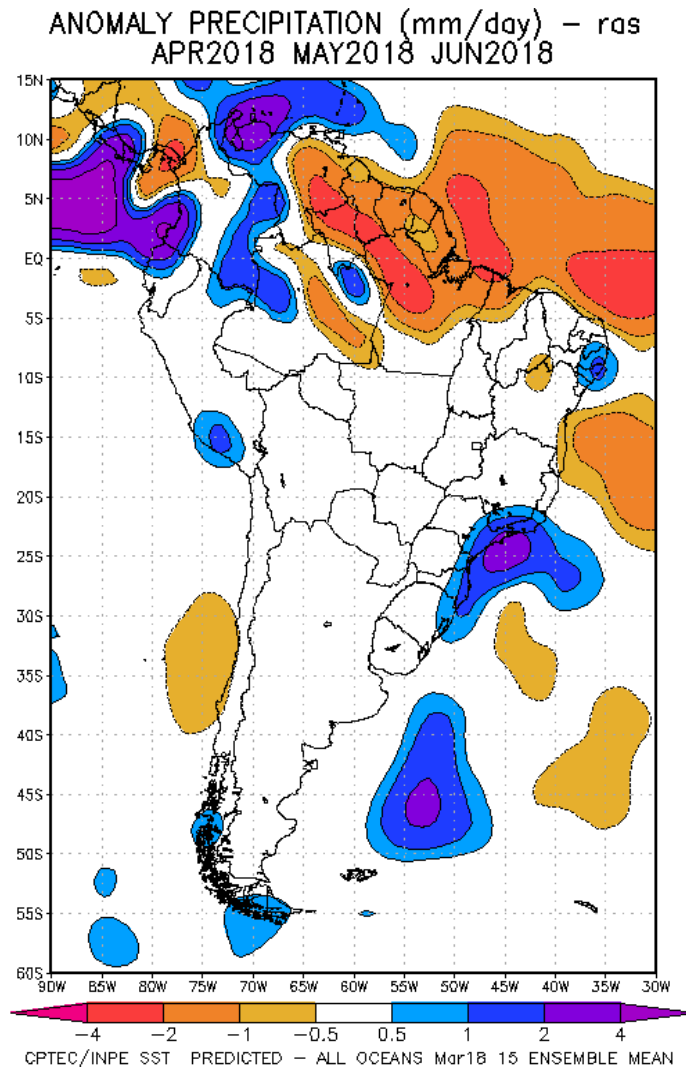 ANOMALY PRECIPITATION (mm/day) – ras
APR2018 MAY2018 JUN2018
15N
10N
5N
EQ
5S
10S
15S
20S
25S
30S
35S
40S
45S
50S
55S
60S
90W 85W 80W 75W 70W 65W 60W 55W 50W 45W 40W 35W 30W
−4 −2 −1 −0.5 0.5 1 2 4
CPTEC/INPE SST PREDICTED – ALL OCEANS Mar18 15 ENSEMBLE MEAN